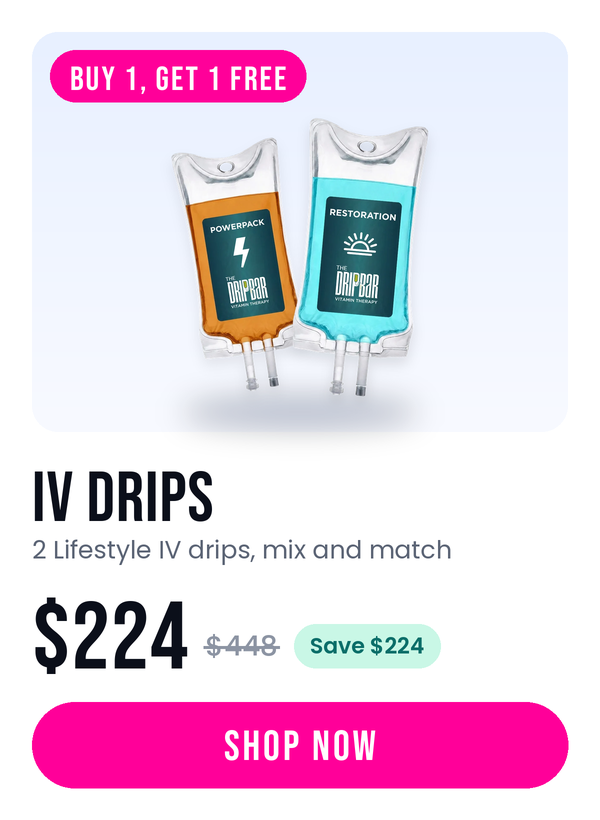 BUY 1, GET 1 FREE
POWERPACK
THE
DRIPBAR
VITAMIN THERAPY
RESTORATION
THE
DRIPBAR
VITAMIN THERAPY
IV DRIPS
2 Lifestyle IV drips, mix and match
$224 $448 Save $224
SHOP NOW